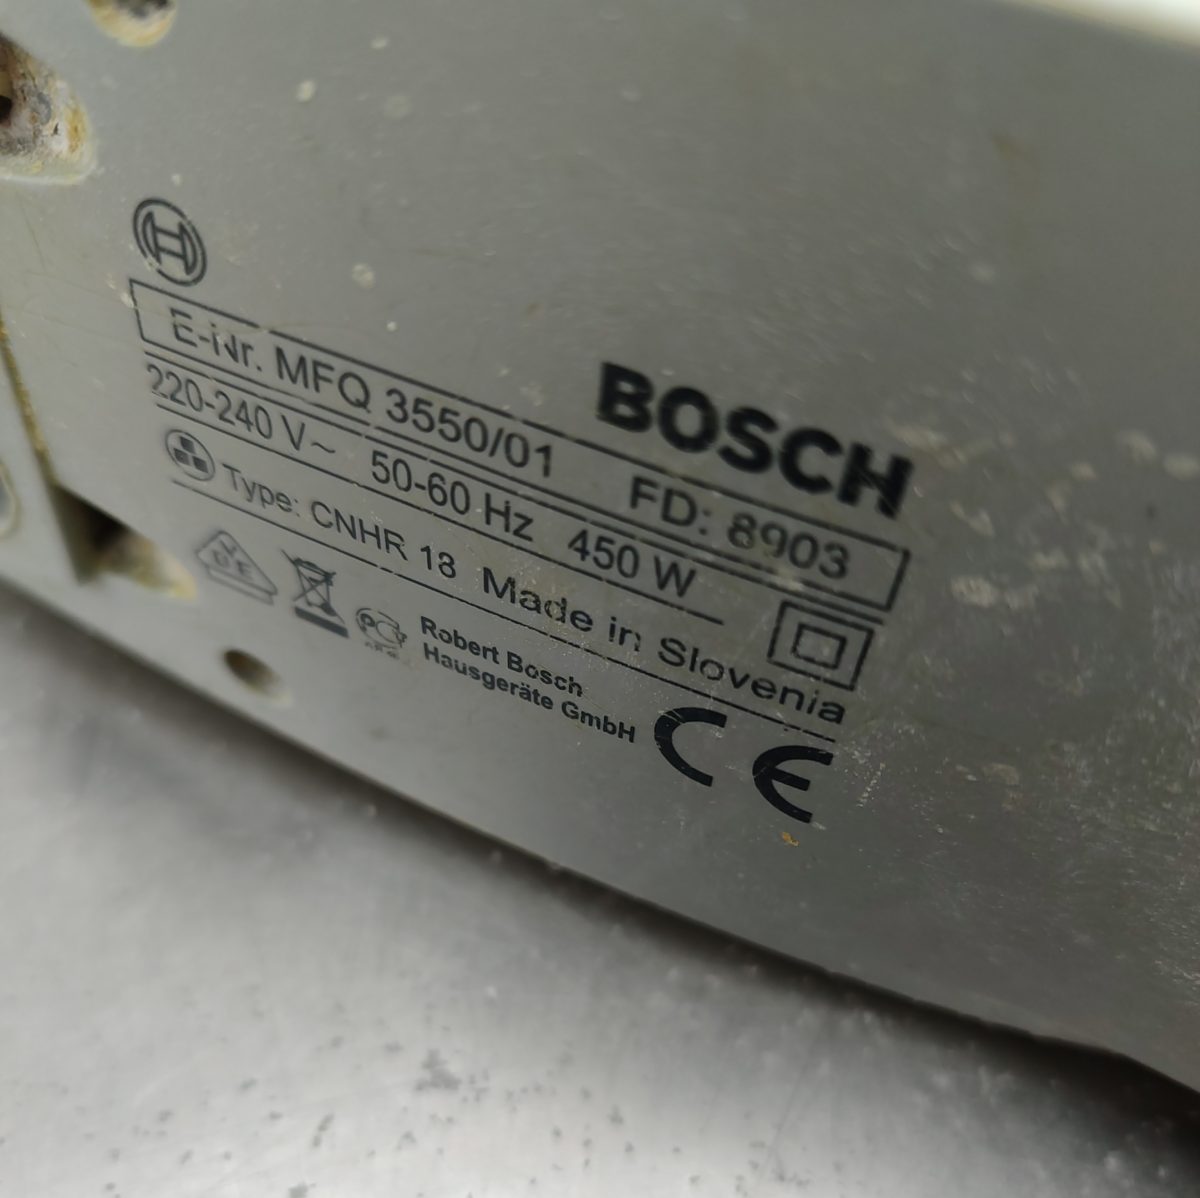 BOSCH
E-Nr. MFQ 3550/01 FD: 8903
220-240 V~ 50-60 Hz 450 W
Type: CNHR 18 Made in Slovenia
VDE
Robert Bosch
Hausgeräte GmbH
CE